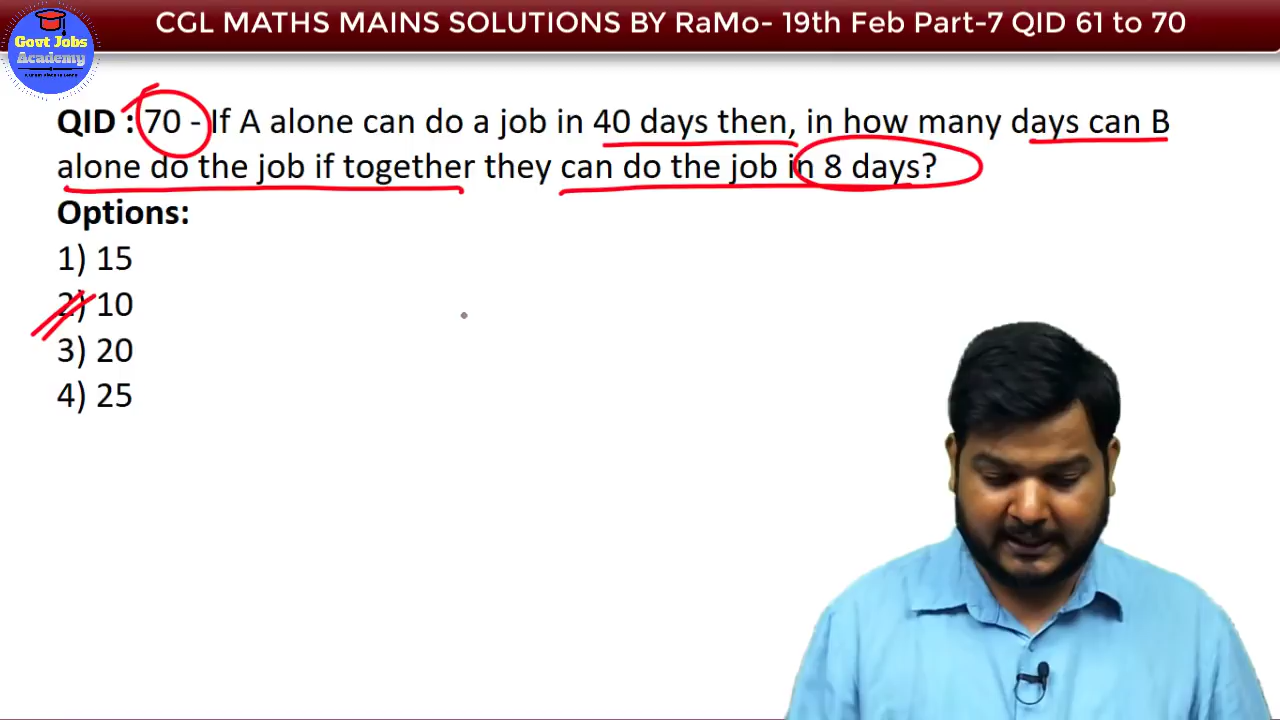 CGL MATHS MAINS SOLUTIONS BY RaMo- 19th Feb Part-7 QID 61 to 70
Govt Jobs
Academy
QID : 70 - If A alone can do a job in 40 days then, in how many days can B
alone do the job if together they can do the job in 8 days?
Options:
1) 15
2) 10
3) 20
4) 25